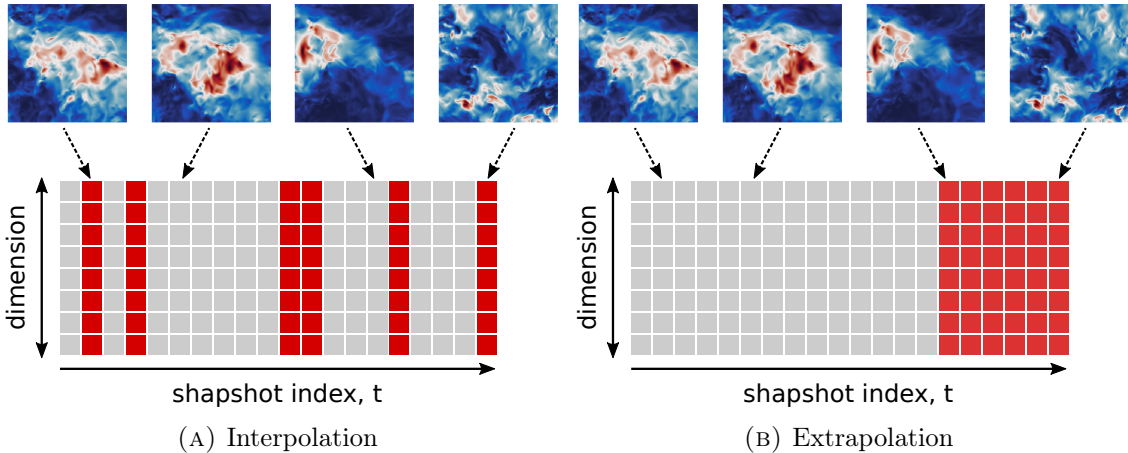 dimension
shapshot index, t
(A) Interpolation
dimension
shapshot index, t
(B) Extrapolation